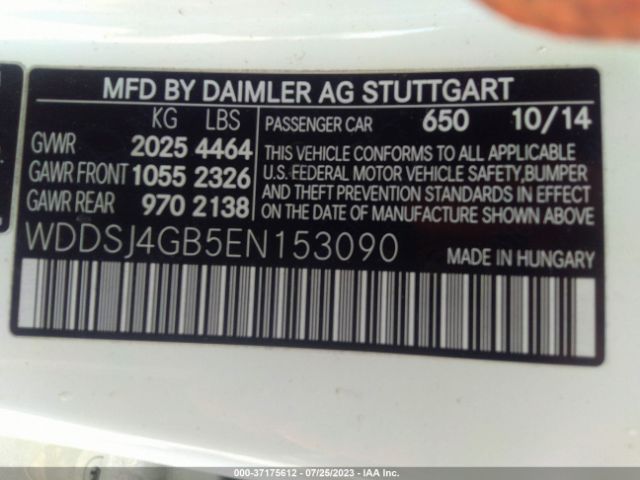 MFD BY DAIMLER AG STUTTGART
KG LBS
GVWR 2025 4464
GAWR FRONT 1055 2326
GAWR REAR 970 2138
PASSENGER CAR 650 10/14
THIS VEHICLE CONFORMS TO ALL APPLICABLE
U.S. FEDERAL MOTOR VEHICLE SAFETY, BUMPER
AND THEFT PREVENTION STANDARDS IN EFFECT
ON THE DATE OF MANUFACTURE SHOWN ABOVE
WDDSJ4GB5EN153090
MADE IN HUNGARY
000-37175612 - 07/25/2023 - IAA Inc.